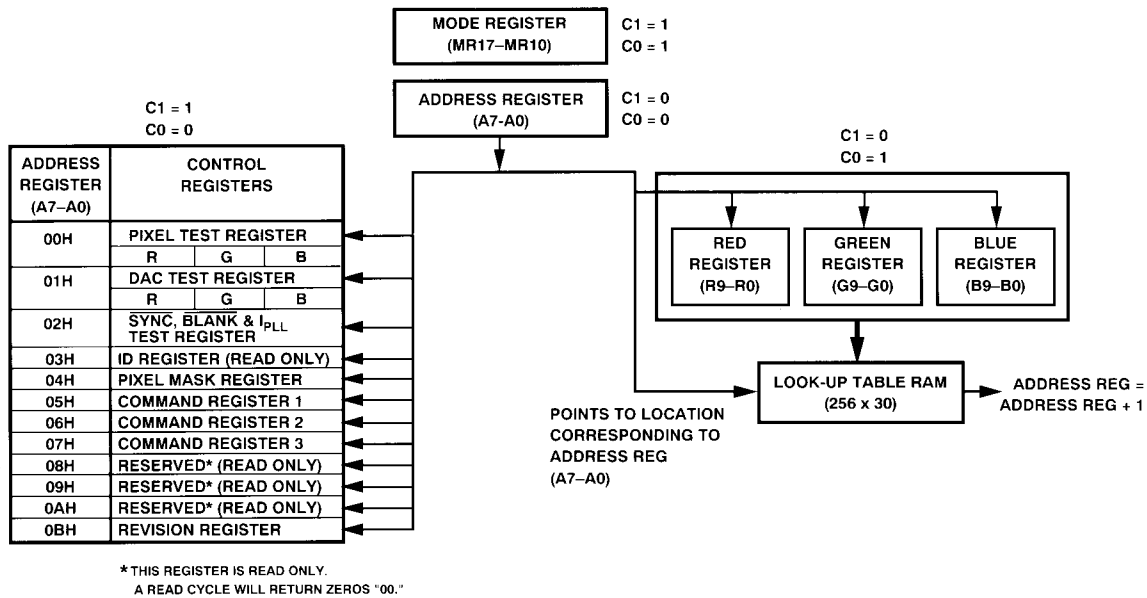 MODE REGISTER
(MR17–MR10)
C1 = 1
C0 = 1
ADDRESS REGISTER
(A7-A0)
C1 = 0
C0 = 0
C1 = 1
C0 = 0
ADDRESS
REGISTER
(A7–A0)
CONTROL
REGISTERS
00H
PIXEL TEST REGISTER
R G B
01H
DAC TEST REGISTER
R G B
02H
SYNC, BLANK & IPLL
TEST REGISTER
03H ID REGISTER (READ ONLY)
04H PIXEL MASK REGISTER
05H COMMAND REGISTER 1
06H COMMAND REGISTER 2
07H COMMAND REGISTER 3
08H RESERVED* (READ ONLY)
09H RESERVED* (READ ONLY)
0AH RESERVED* (READ ONLY)
0BH REVISION REGISTER
* THIS REGISTER IS READ ONLY.
A READ CYCLE WILL RETURN ZEROS "00."
C1 = 0
C0 = 1
RED
REGISTER
(R9–R0)
GREEN
REGISTER
(G9–G0)
BLUE
REGISTER
(B9–B0)
LOOK-UP TABLE RAM
(256 x 30)
ADDRESS REG =
ADDRESS REG + 1
POINTS TO LOCATION
CORRESPONDING TO
ADDRESS REG
(A7–A0)